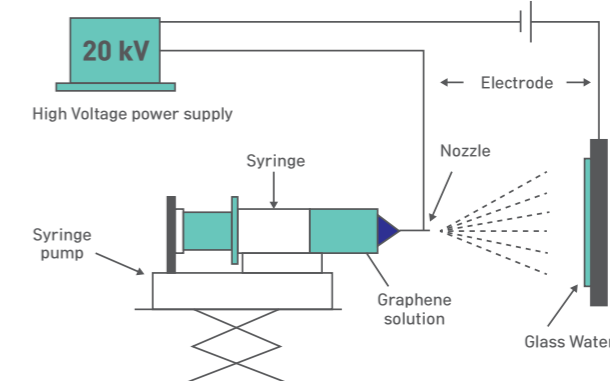 20 kV
High Voltage power supply
Electrode
Nozzle
Syringe
Syringe
pump
Graphene
solution
Glass Water